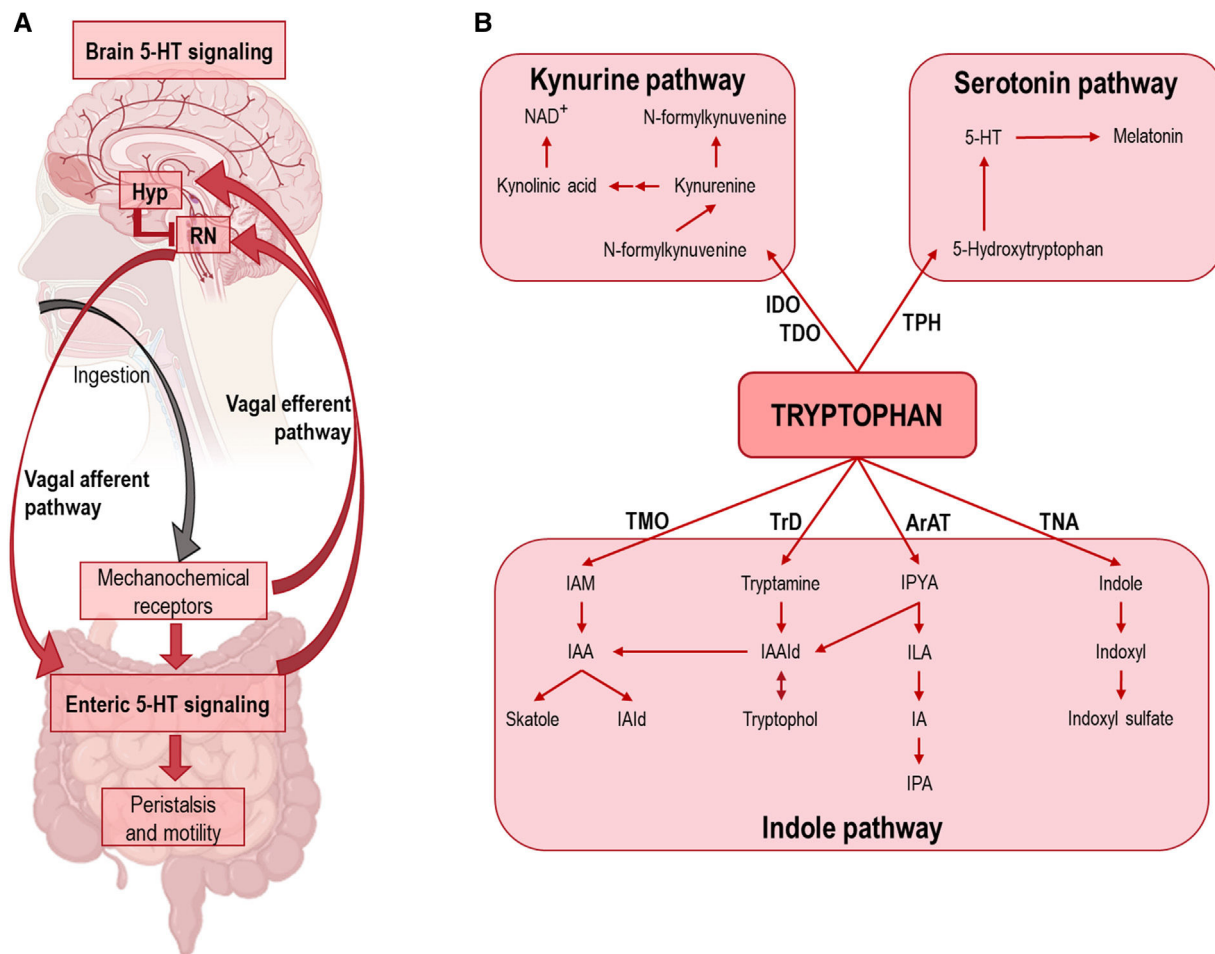 A
Brain 5-HT signaling
Hyp
RN
Ingestion
Vagal efferent
pathway
Vagal afferent
pathway
Mechanochemical
receptors
Enteric 5-HT signaling
Peristalsis
and motility
B
Kynurine pathway
NAD+
N-formylkynuvenine
Kynolinic acid
Kynurenine
N-formylkynuvenine
Serotonin pathway
5-HT
Melatonin
5-Hydroxytryptophan
IDO
TDO
TPH
TRYPTOPHAN
TMO
TrD
ArAT
TNA
IAM
Tryptamine
IPYA
Indole
IAA
IAAld
ILA
Indoxyl
Skatole
IAld
Tryptophol
IA
Indoxyl sulfate
IPA
Indole pathway